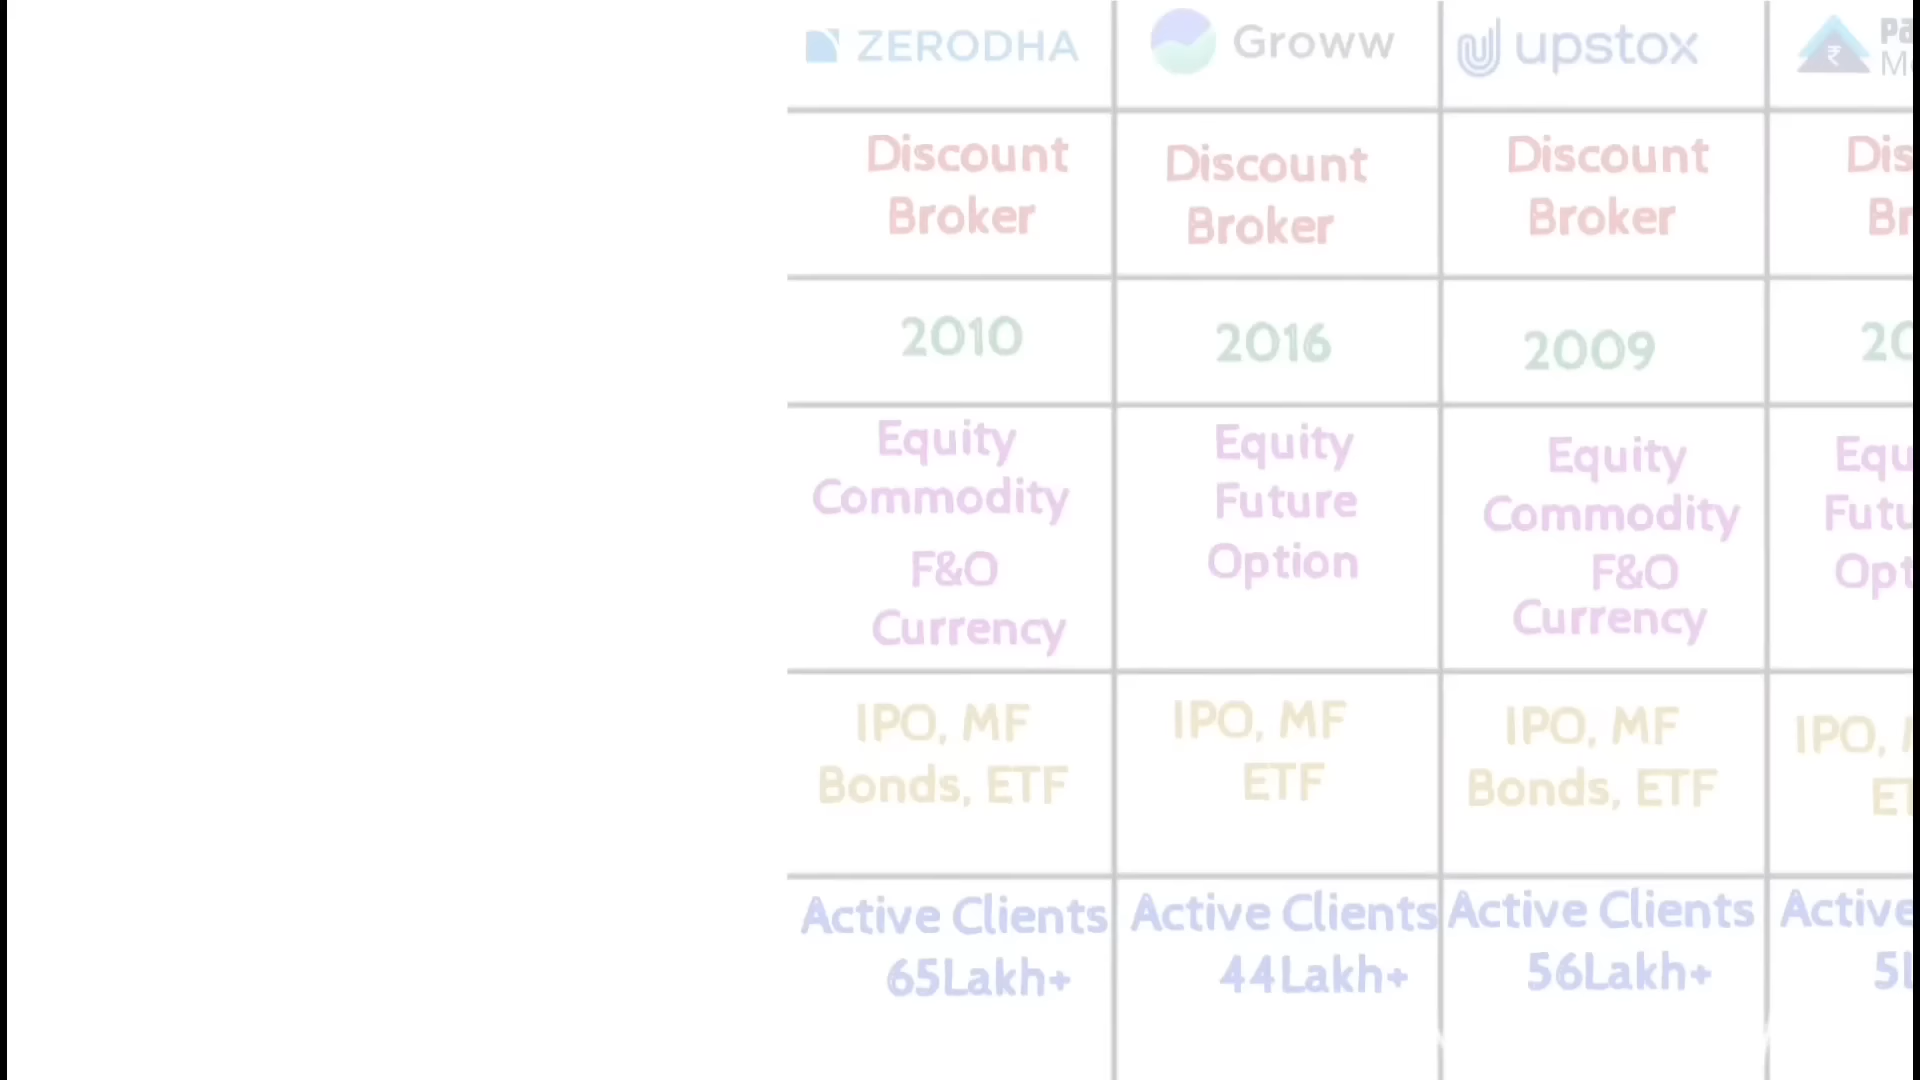 ZERODHA Groww upstox
Discount Discount Discount
Broker Broker Broker
2010 2016 2009
Equity Equity Equity
Commodity Future Commodity
F&O Option F&O
Currency Currency
IPO, MF IPO, MF IPO, MF IPO,
Bonds, ETF ETF Bonds, ETF
Active Clients Active Clients Active Clients Active
65Lakh+ 44Lakh+ 56Lakh+